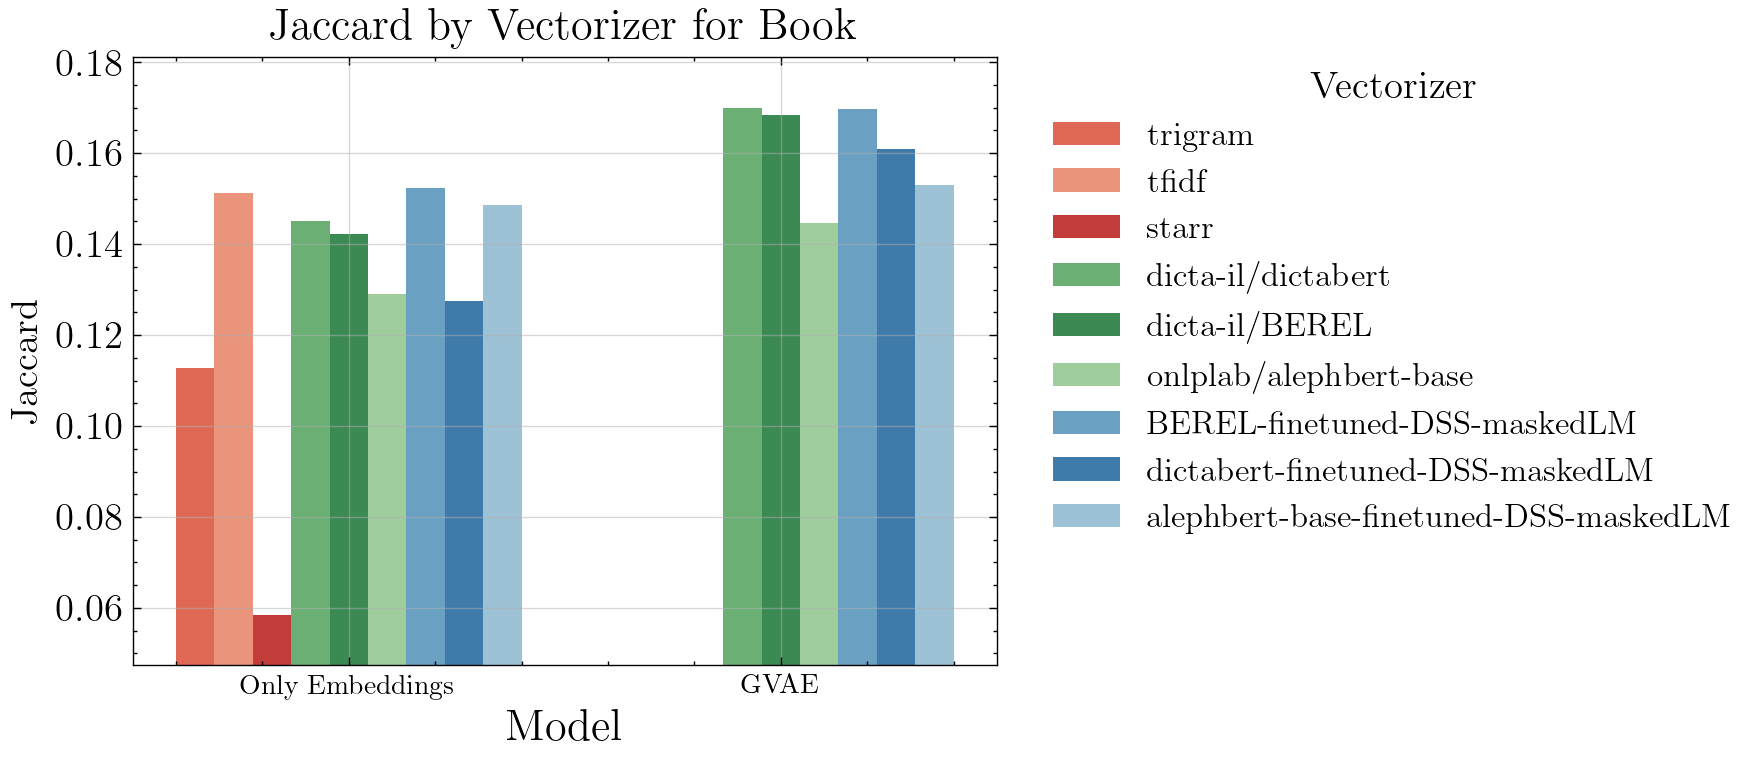 Jaccard by Vectorizer for Book
0.18
0.16
0.14
0.12
0.10
0.08
0.06
Jaccard
Only Embeddings
GVAE
Model
Vectorizer
trigram
tfidf
starr
dicta-il/dictabert
dicta-il/BEREL
onlplab/alephbert-base
BEREL-finetuned-DSS-maskedLM
dictabert-finetuned-DSS-maskedLM
alephbert-base-finetuned-DSS-maskedLM